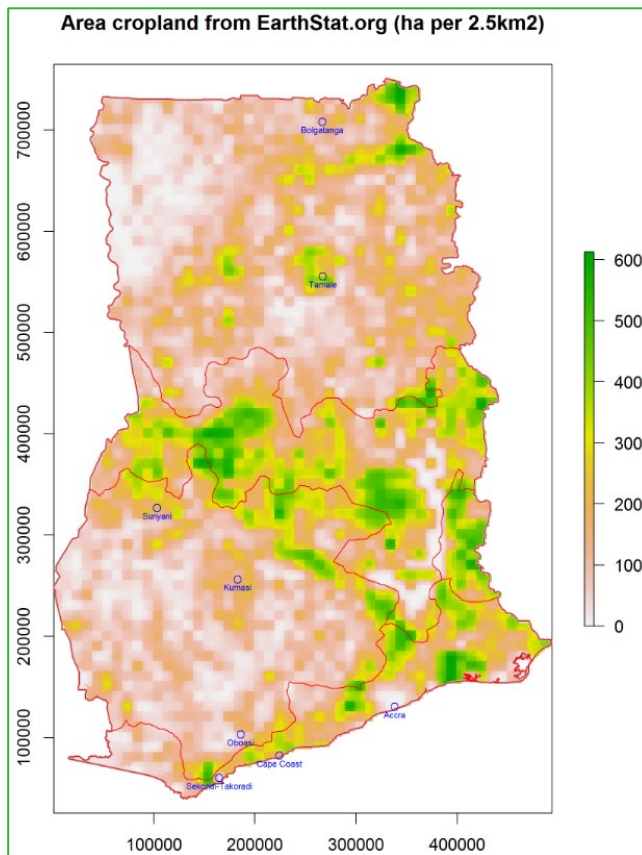 Area cropland from EarthStat.org (ha per 2.5km2)
700000
600000
500000
400000
300000
200000
100000
Bolgatanga
Tamale
Sunyani
Kumasi
Accra
Oboasi
Cape Coast
Sekondi-Takoradi
600
500
400
300
200
100
0
100000
200000
300000
400000